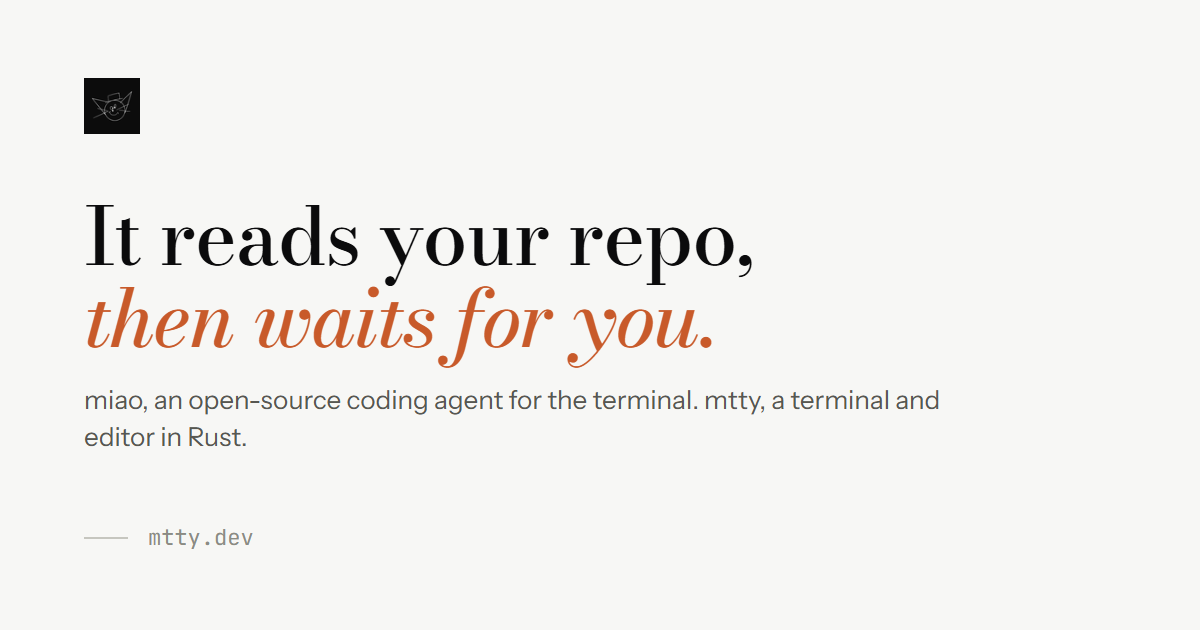 It reads your repo,
then waits for you.
miao, an open-source coding agent for the terminal. mtty, a terminal and
editor in Rust.
mtty.dev